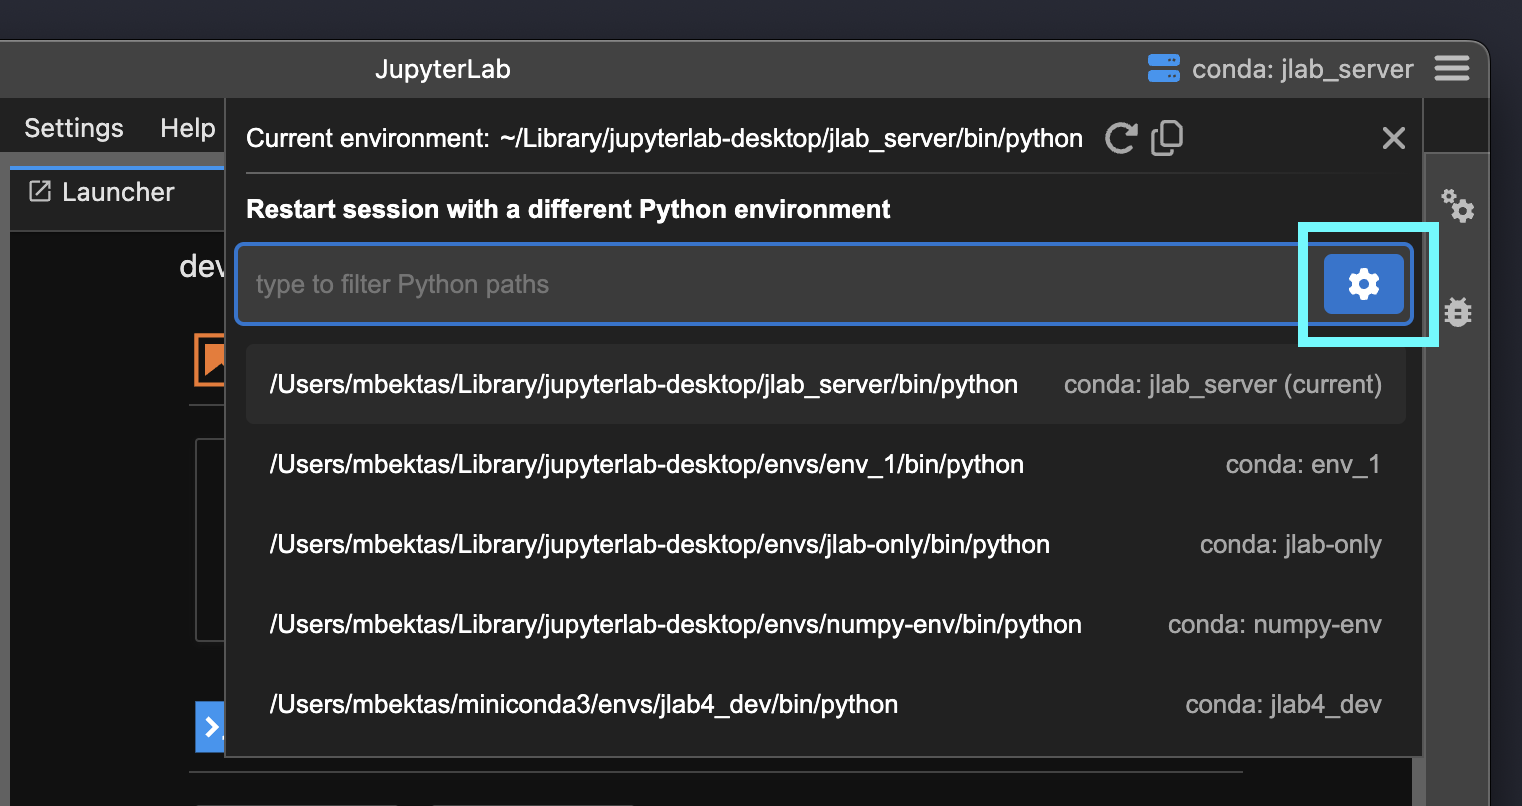 JupyterLab
conda: jlab_server
Settings Help
Current environment: ~/Library/jupyterlab-desktop/jlab_server/bin/python
Launcher
Restart session with a different Python environment
dev
type to filter Python paths
/Users/mbektas/Library/jupyterlab-desktop/jlab_server/bin/python conda: jlab_server (current)
/Users/mbektas/Library/jupyterlab-desktop/envs/env_1/bin/python conda: env_1
/Users/mbektas/Library/jupyterlab-desktop/envs/jlab-only/bin/python conda: jlab-only
/Users/mbektas/Library/jupyterlab-desktop/envs/numpy-env/bin/python conda: numpy-env
/Users/mbektas/miniconda3/envs/jlab4_dev/bin/python conda: jlab4_dev